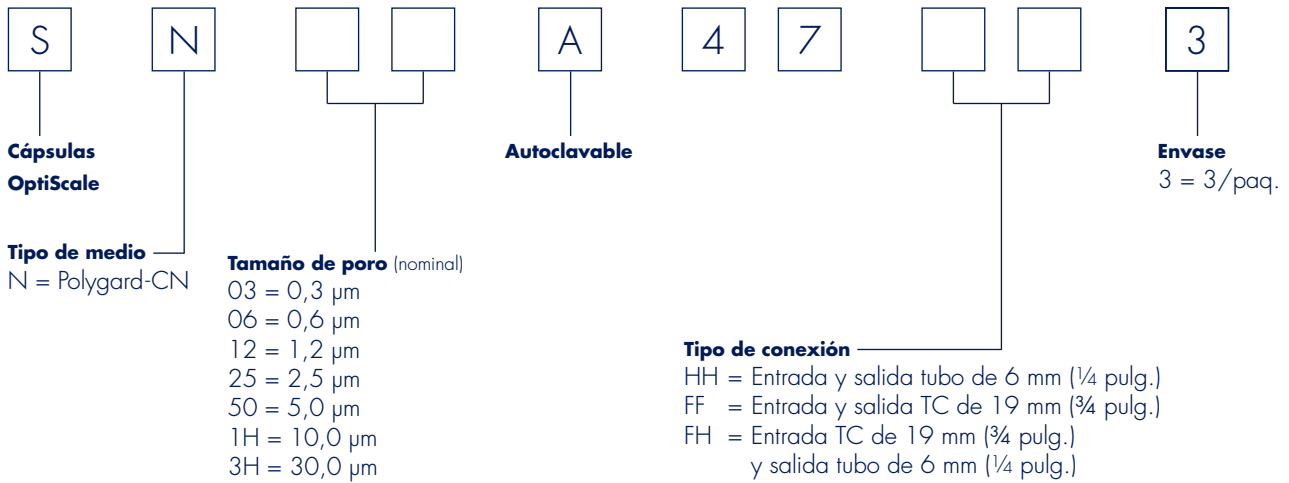 S N A 4 7 3
Cápsulas
OptiScale
Autoclavable
Envase
3 = 3/paq.
Tipo de medio
N = Polygard-CN
Tamaño de poro (nominal)
03 = 0,3 µm
06 = 0,6 µm
12 = 1,2 µm
25 = 2,5 µm
50 = 5,0 µm
1H = 10,0 µm
3H = 30,0 µm
Tipo de conexión
HH = Entrada y salida tubo de 6 mm (¼ pulg.)
FF = Entrada y salida TC de 19 mm (¾ pulg.)
FH = Entrada TC de 19 mm (¾ pulg.)
y salida tubo de 6 mm (¼ pulg.)